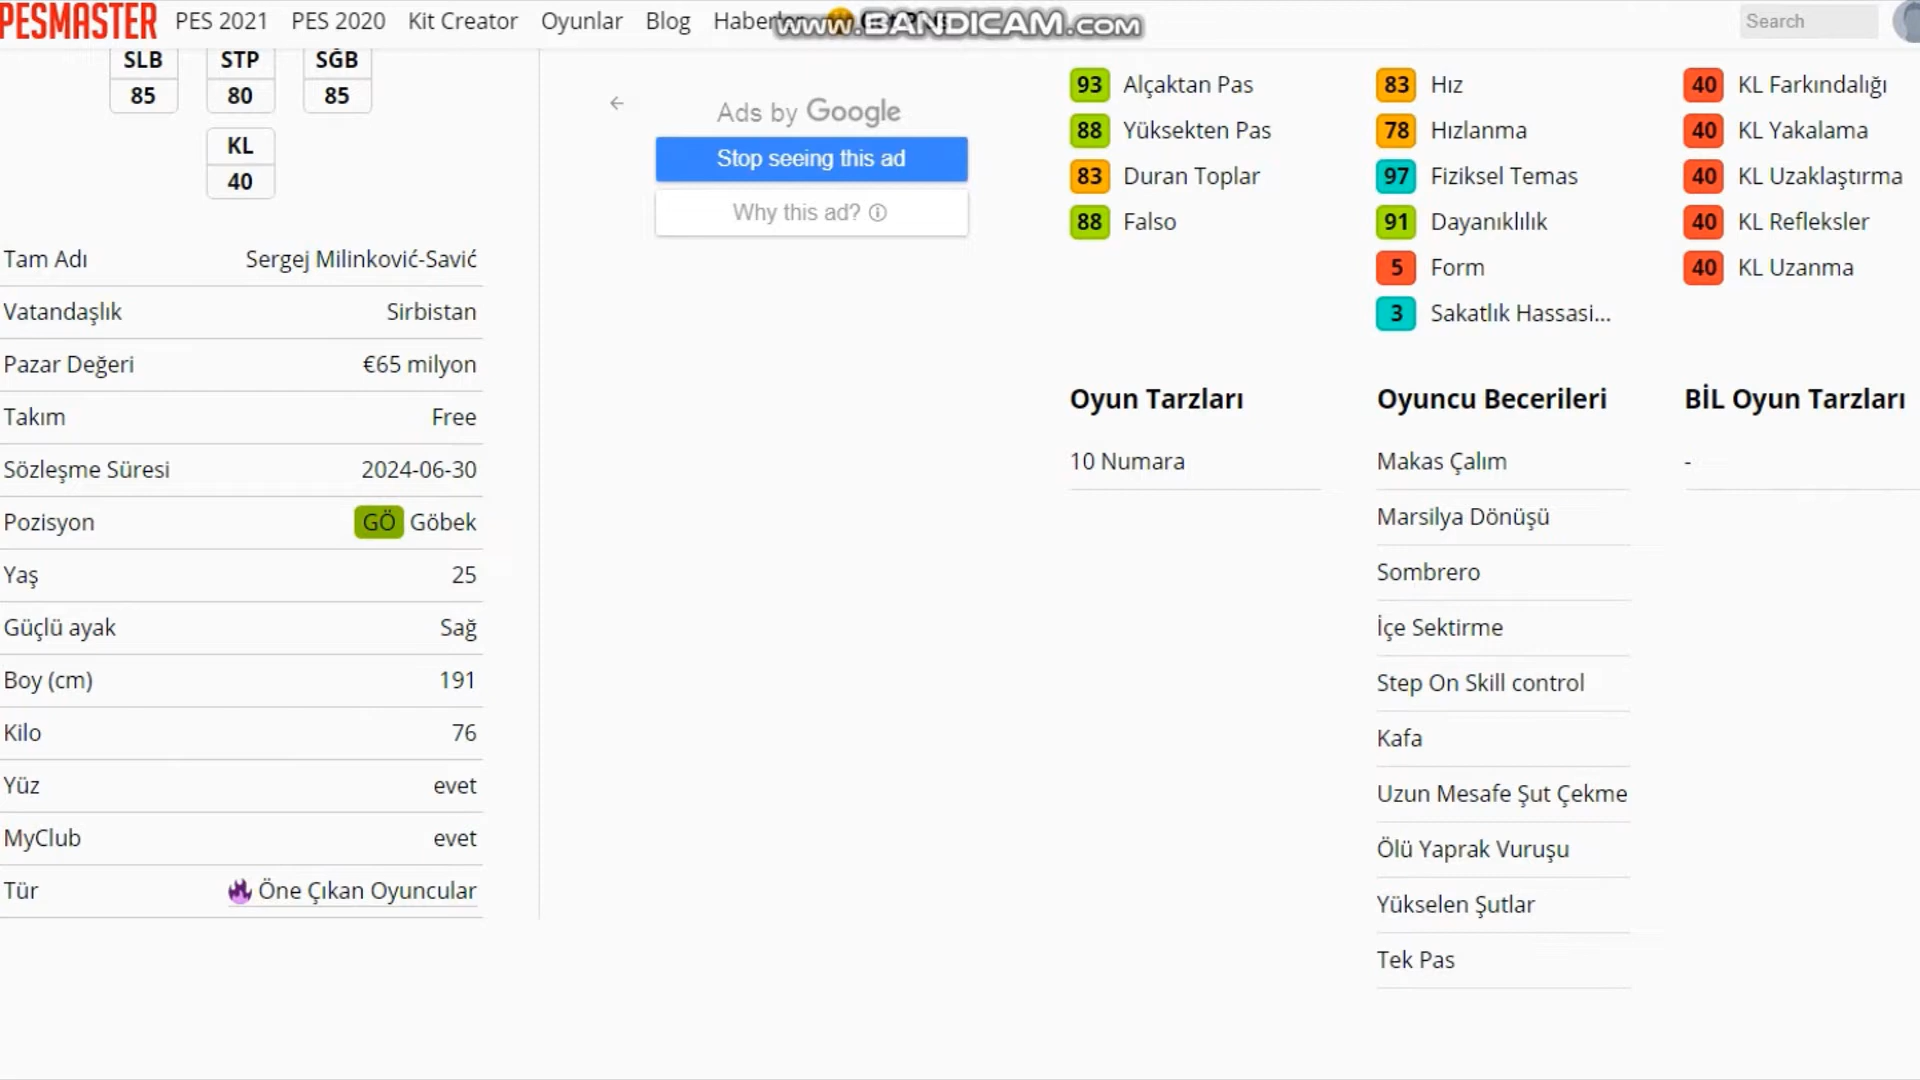 PESMASTER PES 2021 PES 2020 Kit Creator Oyunlar Blog Haberler Search
www.BANDICAM.com
SLB STP SĞB
85 80 85
KL
40
Tam Adı Sergej Milinković-Savić
Vatandaşlık Sirbistan
Pazar Değeri €65 milyon
Takım Free
Sözleşme Süresi 2024-06-30
Pozisyon GÖ Göbek
Yaş 25
Güçlü ayak Sağ
Boy (cm) 191
Kilo 76
Yüz evet
MyClub evet
Tür Öne Çıkan Oyuncular
Ads by Google
Stop seeing this ad
Why this ad?
93 Alçaktan Pas
88 Yüksekten Pas
83 Duran Toplar
88 Falso
83 Hız
78 Hızlanma
97 Fiziksel Temas
91 Dayanıklılık
5 Form
3 Sakatlık Hassasi...
40 KL Farkındalığı
40 KL Yakalama
40 KL Uzaklaştırma
40 KL Refleksler
40 KL Uzanma
Oyun Tarzları
10 Numara
Oyuncu Becerileri
Makas Çalım
Marsilya Dönüşü
Sombrero
İçe Sektirme
Step On Skill control
Kafa
Uzun Mesafe Şut Çekme
Ölü Yaprak Vuruşu
Yükselen Şutlar
Tek Pas
BİL Oyun Tarzları
-